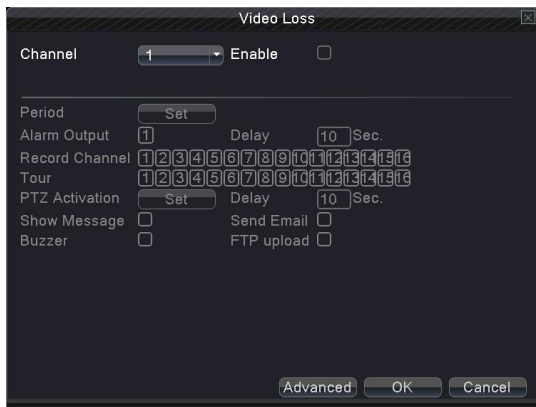 Video Loss
Channel 1 Enable
Period Set
Alarm Output 1 Delay 10 Sec.
Record Channel 1 2 3 4 5 6 7 8 9 10 11 12 13 14 15 16
Tour 1 2 3 4 5 6 7 8 9 10 11 12 13 14 15 16
PTZ Activation Set Delay 10 Sec.
Show Message Send Email
Buzzer FTP upload
Advanced OK Cancel